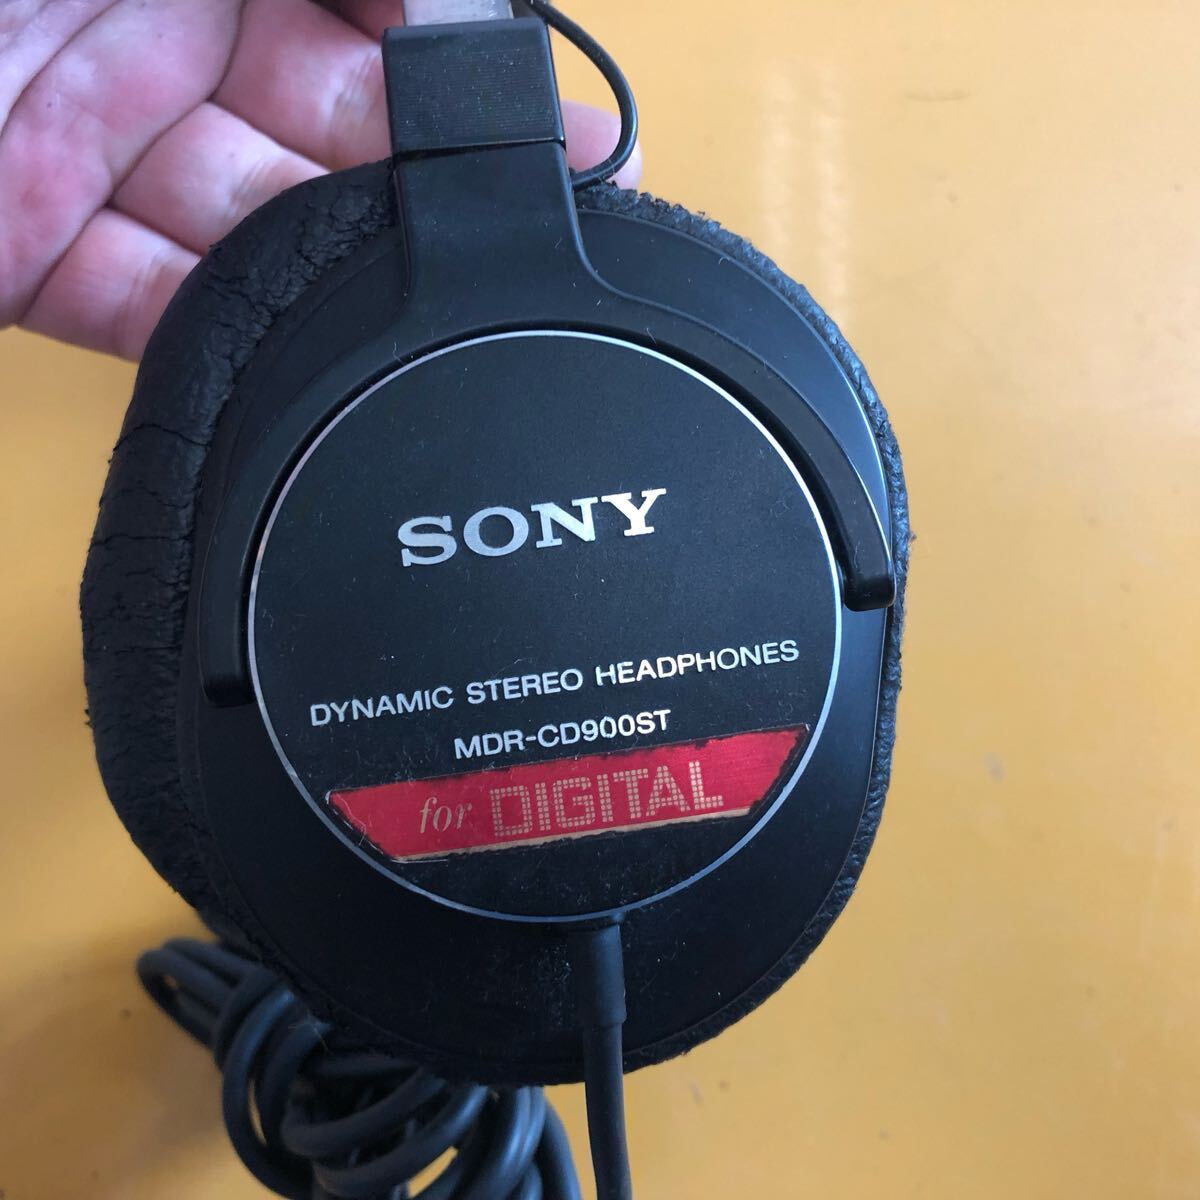 SONY
DYNAMIC STEREO HEADPHONES
MDR-CD900ST
for DIGITAL